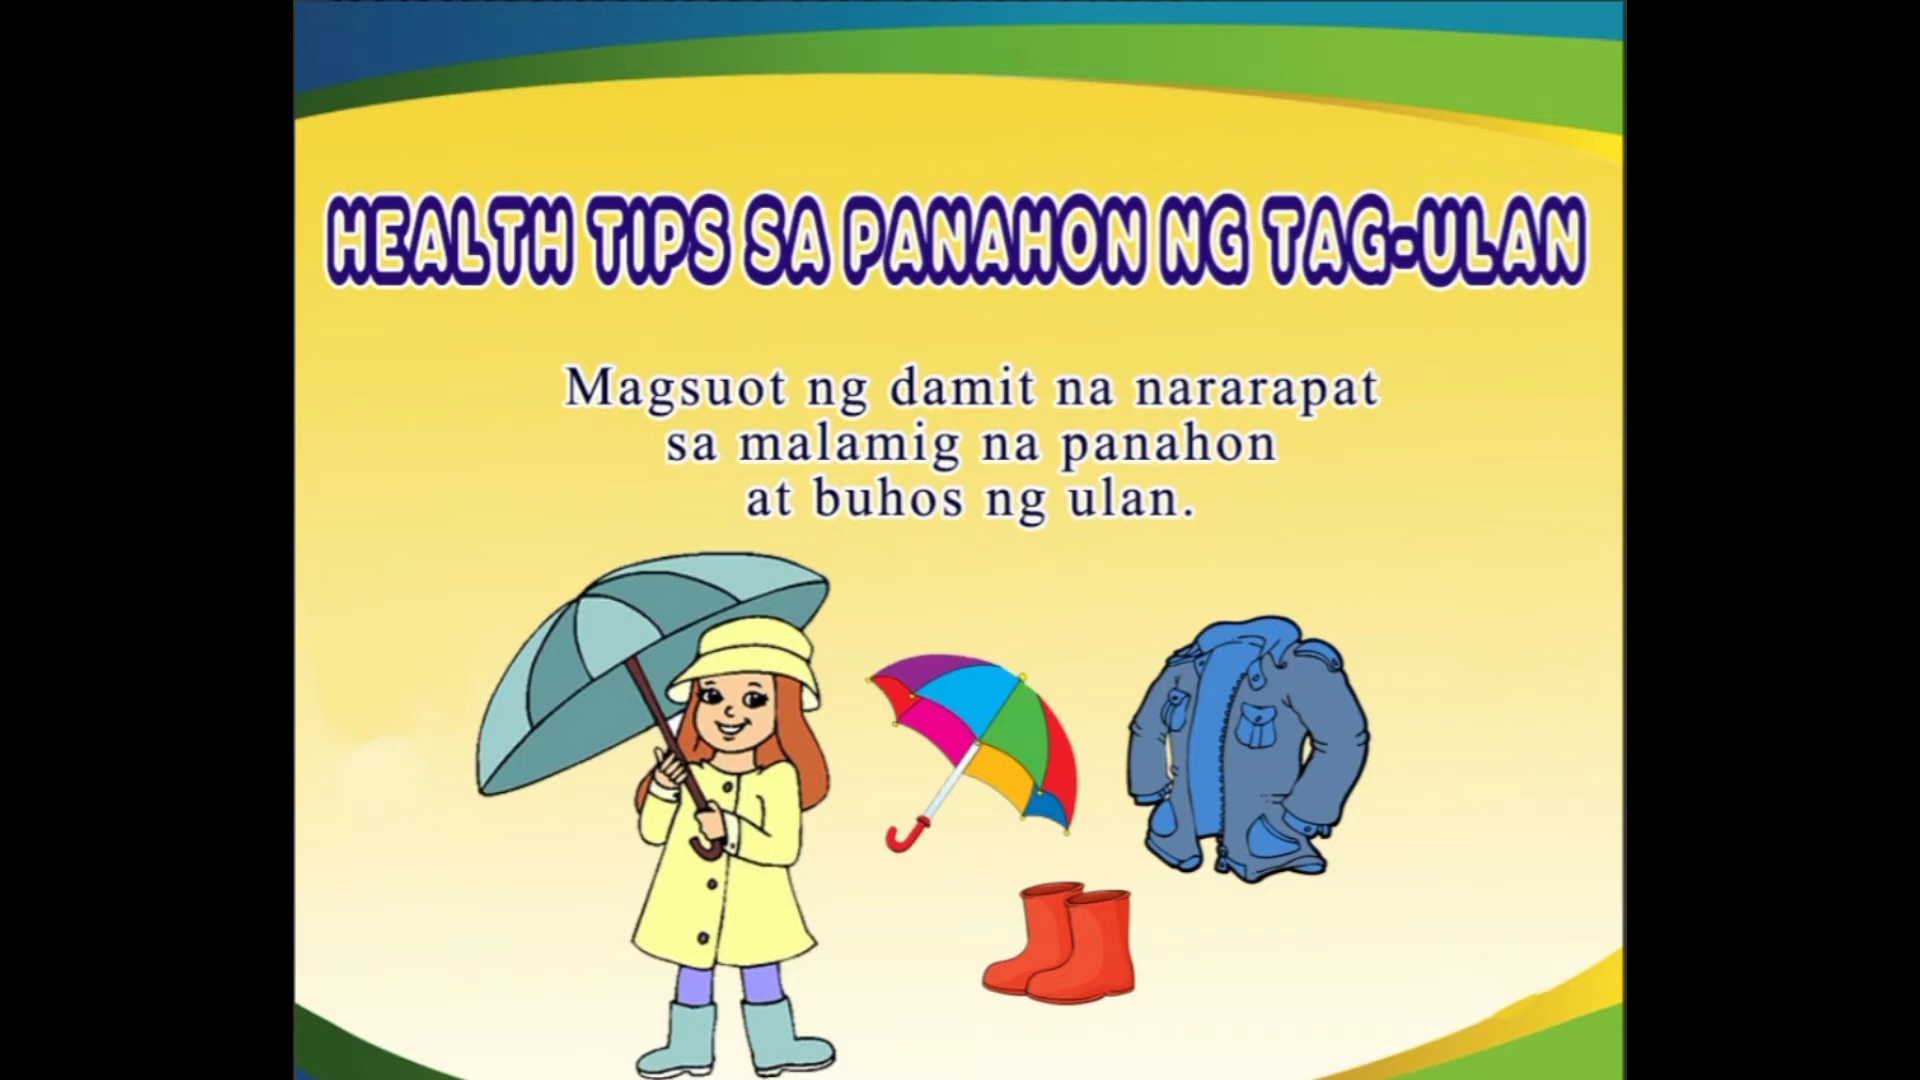 HEALTH TIPS SA PANAHON NG TAG-ULAN
Magsuot ng damit na nararapat
sa malamig na panahon
at buhos ng ulan.